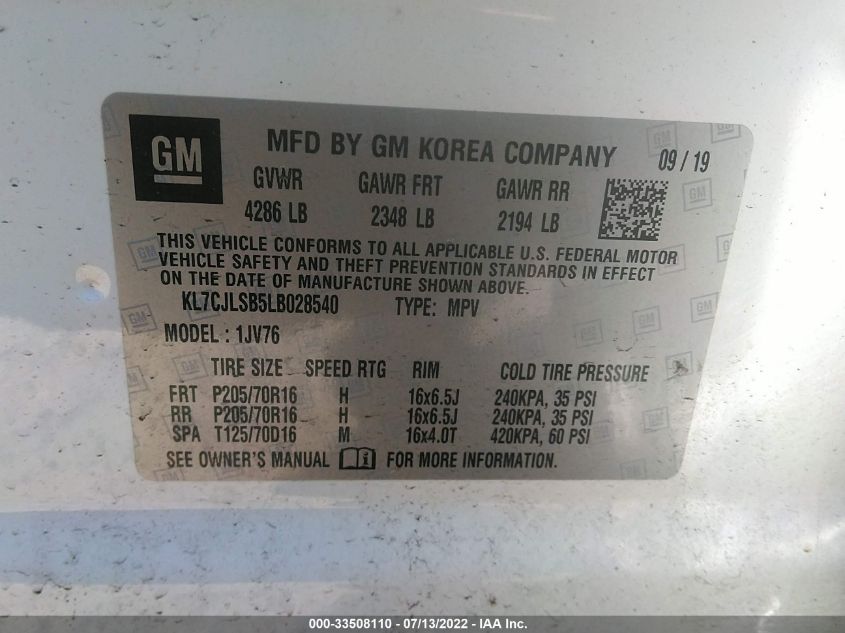 GM
MFD BY GM KOREA COMPANY 09 / 19
GVWR GAWR FRT GAWR RR
4286 LB 2348 LB 2194 LB
THIS VEHICLE CONFORMS TO ALL APPLICABLE U.S. FEDERAL MOTOR
VEHICLE SAFETY AND THEFT PREVENTION STANDARDS IN EFFECT
ON THE DATE OF MANUFACTURE SHOWN ABOVE.
KL7CJLSB5LB028540 TYPE: MPV
MODEL : 1JV76
TIRE SIZE SPEED RTG RIM COLD TIRE PRESSURE
FRT P205/70R16 H 16x6.5J 240KPA, 35 PSI
RR P205/70R16 H 16x6.5J 240KPA, 35 PSI
SPA T125/70D16 M 16x4.0T 420KPA, 60 PSI
SEE OWNER'S MANUAL FOR MORE INFORMATION.
000-33508110 - 07/13/2022 - IAA Inc.